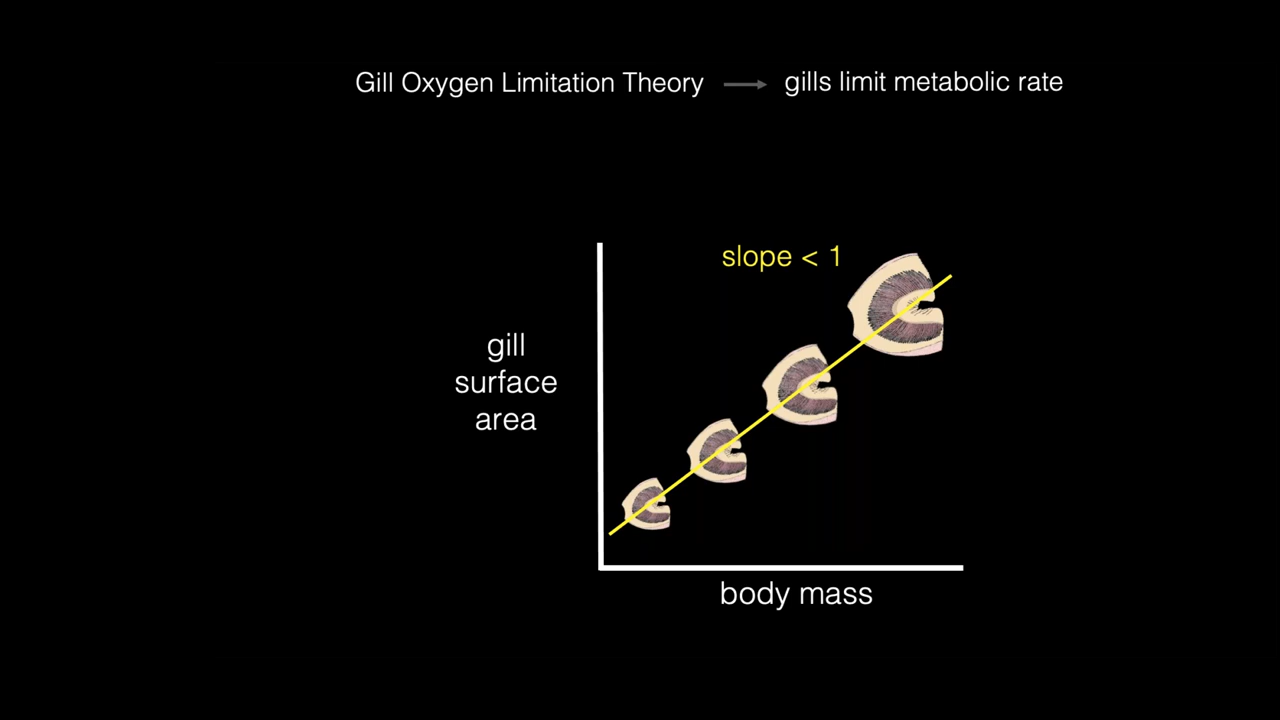 Gill Oxygen Limitation Theory → gills limit metabolic rate
slope < 1
gill
surface
area
body mass